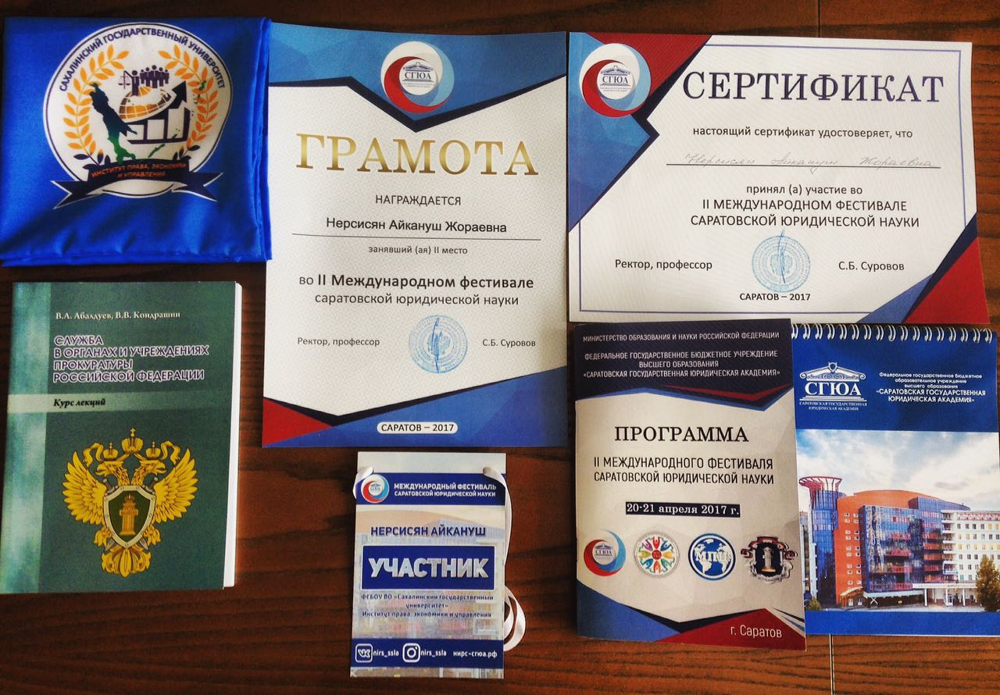 САХАЛИНСКИЙ ГОСУДАРСТВЕННЫЙ УНИВЕРСИТЕТ
ИНСТИТУТ ПРАВА, ЭКОНОМИКИ
И УПРАВЛЕНИЯ
СГЮА
ГРАМОТА
НАГРАЖДАЕТСЯ
Нерсисян Айкануш Жораевна
занявший (ая) II место
во II Международном фестивале
саратовской юридической науки
Ректор, профессор
С.Б. Суровов
САРАТОВ – 2017
СГЮА
СЕРТИФИКАТ
настоящий сертификат удостоверяет, что
Нерсисян Айкануш Жораевна
принял (а) участие во
II МЕЖДУНАРОДНОМ ФЕСТИВАЛЕ
САРАТОВСКОЙ ЮРИДИЧЕСКОЙ НАУКИ
Ректор, профессор
С.Б. Суровов
САРАТОВ – 2017
В.А. Абалдуев, В.В. Кондрашин
СЛУЖБА
В ОРГАНАХ И УЧРЕЖДЕНИЯХ
ПРОКУРАТУРЫ
РОССИЙСКОЙ ФЕДЕРАЦИИ
Курс лекций
МЕЖДУНАРОДНЫЙ ФЕСТИВАЛЬ
САРАТОВСКОЙ ЮРИДИЧЕСКОЙ НАУКИ
НЕРСИСЯН АЙКАНУШ
УЧАСТНИК
ФГБОУ ВО «Сахалинский государственный
университет»
Институт права, экономики и управления
nirs_ssla nirs_ssla нирс-сгюа.рф
МИНИСТЕРСТВО ОБРАЗОВАНИЯ И НАУКИ РОССИЙСКОЙ ФЕДЕРАЦИИ
ФЕДЕРАЛЬНОЕ ГОСУДАРСТВЕННОЕ БЮДЖЕТНОЕ УЧРЕЖДЕНИЕ
ВЫСШЕГО ОБРАЗОВАНИЯ
«САРАТОВСКАЯ ГОСУДАРСТВЕННАЯ ЮРИДИЧЕСКАЯ АКАДЕМИЯ»
ПРОГРАММА
II МЕЖДУНАРОДНОГО ФЕСТИВАЛЯ
САРАТОВСКОЙ ЮРИДИЧЕСКОЙ НАУКИ
20-21 апреля 2017 г.
СГЮА
МПЦ
г. Саратов
СГЮА
САРАТОВСКАЯ ГОСУДАРСТВЕННАЯ
ЮРИДИЧЕСКАЯ АКАДЕМИЯ
Федеральное государственное бюджетное
образовательное учреждение
высшего образования
«САРАТОВСКАЯ ГОСУДАРСТВЕННАЯ
ЮРИДИЧЕСКАЯ АКАДЕМИЯ»